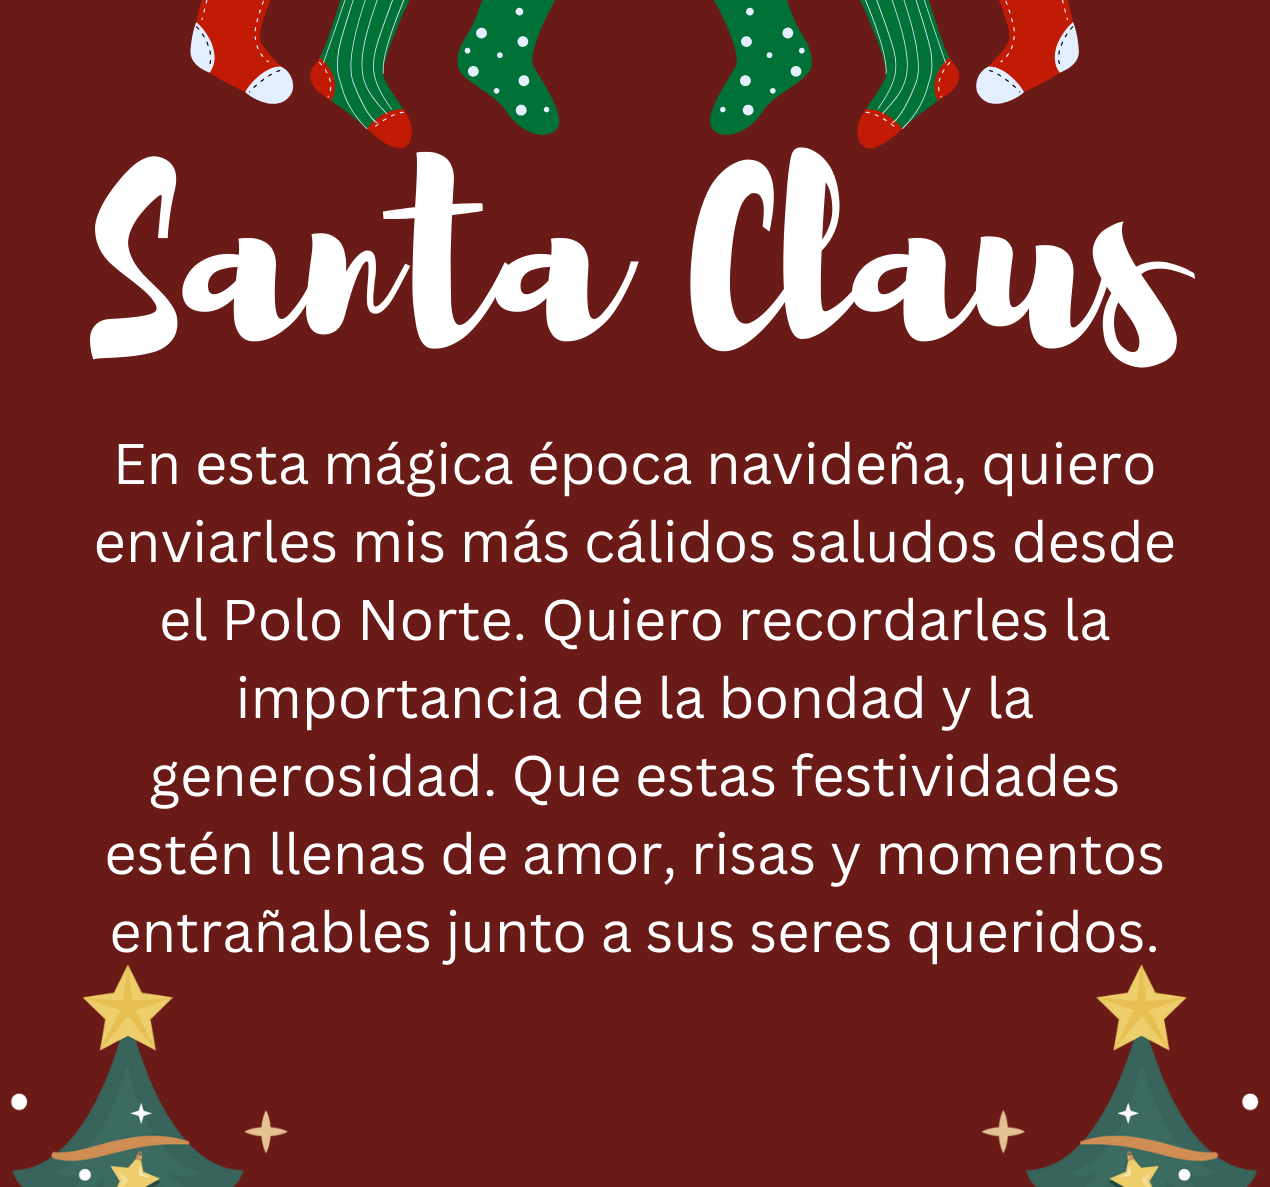 Santa Claus
En esta mágica época navideña, quiero
enviarles mis más cálidos saludos desde
el Polo Norte. Quiero recordarles la
importancia de la bondad y la
generosidad. Que estas festividades
estén llenas de amor, risas y momentos
entrañables junto a sus seres queridos.